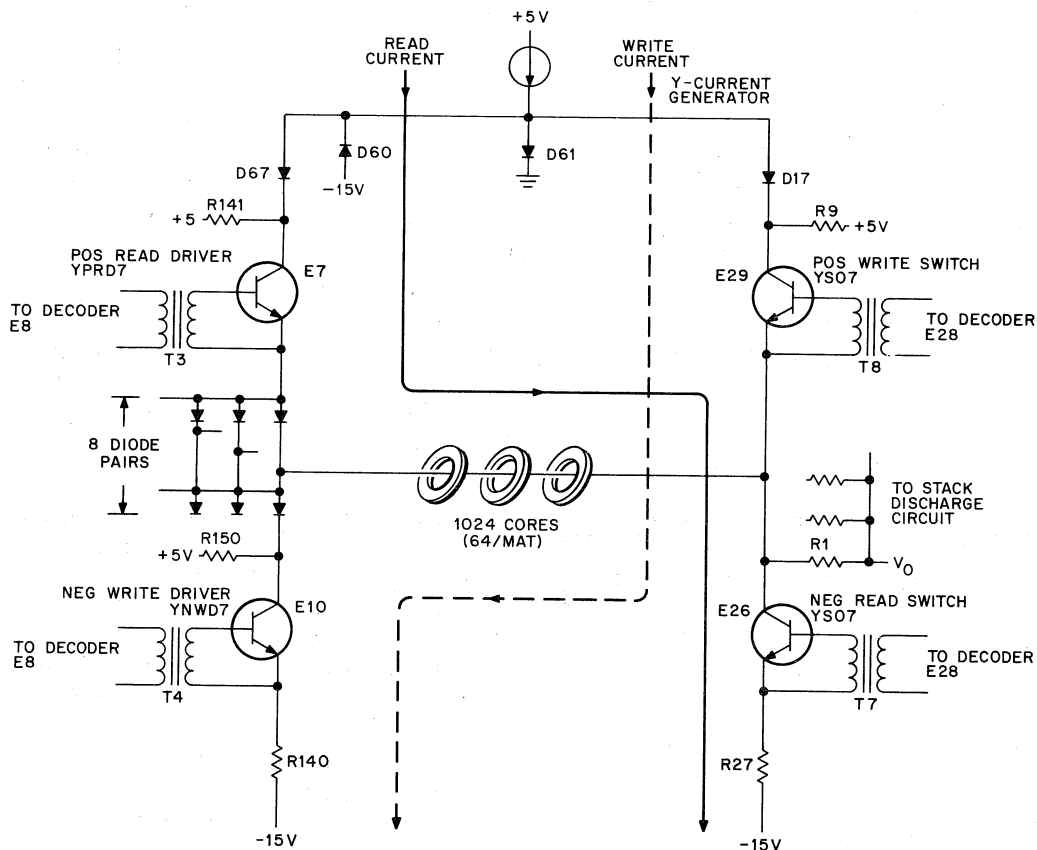 +5V
READ
CURRENT
WRITE
CURRENT
Y-CURRENT
GENERATOR
D67
D60
-15V
D61
D17
+5
R141
R9
+5V
POS READ DRIVER
YPRD7
E7
E29
POS WRITE SWITCH
YS07
TO DECODER
E8
T3
TO DECODER
E28
T8
8 DIODE
PAIRS
1024 CORES
(64/MAT)
TO STACK
DISCHARGE
CIRCUIT
+5V
R150
R1
VO
NEG WRITE DRIVER
YNWD7
E10
E26
NEG READ SWITCH
YS07
TO DECODER
E8
T4
TO DECODER
E28
T7
R140
R27
-15V
-15V